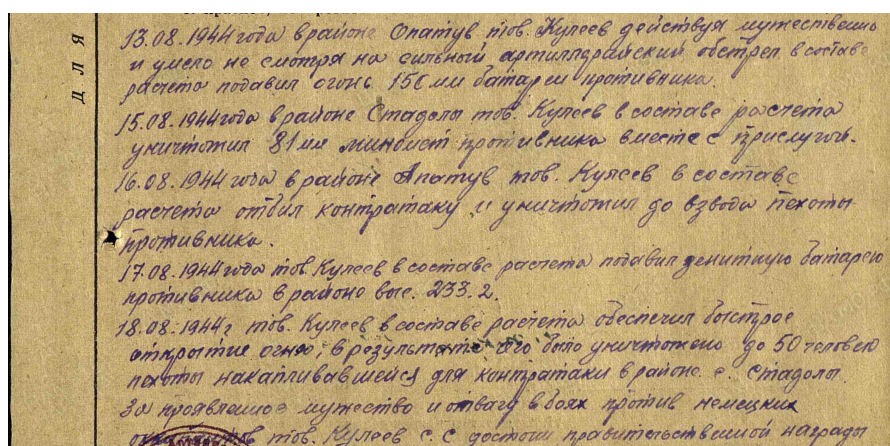 для
13.08.1944 года в районе Опатув тов. Кулеев действуя мужественно
и умело не смотря на сильный артиллерийский обстрел в составе
расчета подавил огонь 150 мм батареи противника.
15.08.1944 года в районе Стадолы тов. Кулеев в составе расчета
уничтожил 81 мм минбат противника вместе с прислугой.
16.08.1944 года в районе Апатув тов. Кулеев в составе
расчета отбил контратаку и уничтожил до взвода пехоты
противника.
17.08.1944 года тов. Кулеев в составе расчета подавил зенитную батарею
противника в районе выс. 233.2.
18.08.1944 г тов. Кулеев в составе расчета обеспечил быстрое
открытие огня, в результате его было уничтожено до 50 человек
пехоты накапливавшейся для контратаки в районе с. Стадолы.
За проявленное мужество и отвагу в боях против немецких
тов. Кулеев С.С достоин правительственной награды